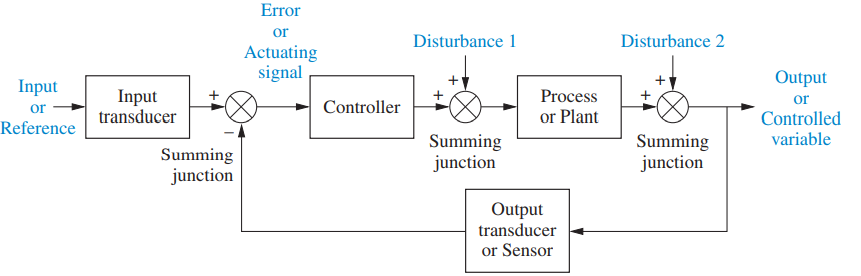 Error
or
Actuating
signal
Disturbance 1
Disturbance 2
Input
or
Reference
Input
transducer
+
−
Summing
junction
Controller
+
+
Summing
junction
Process
or Plant
+
+
Summing
junction
Output
or
Controlled
variable
Output
transducer
or Sensor